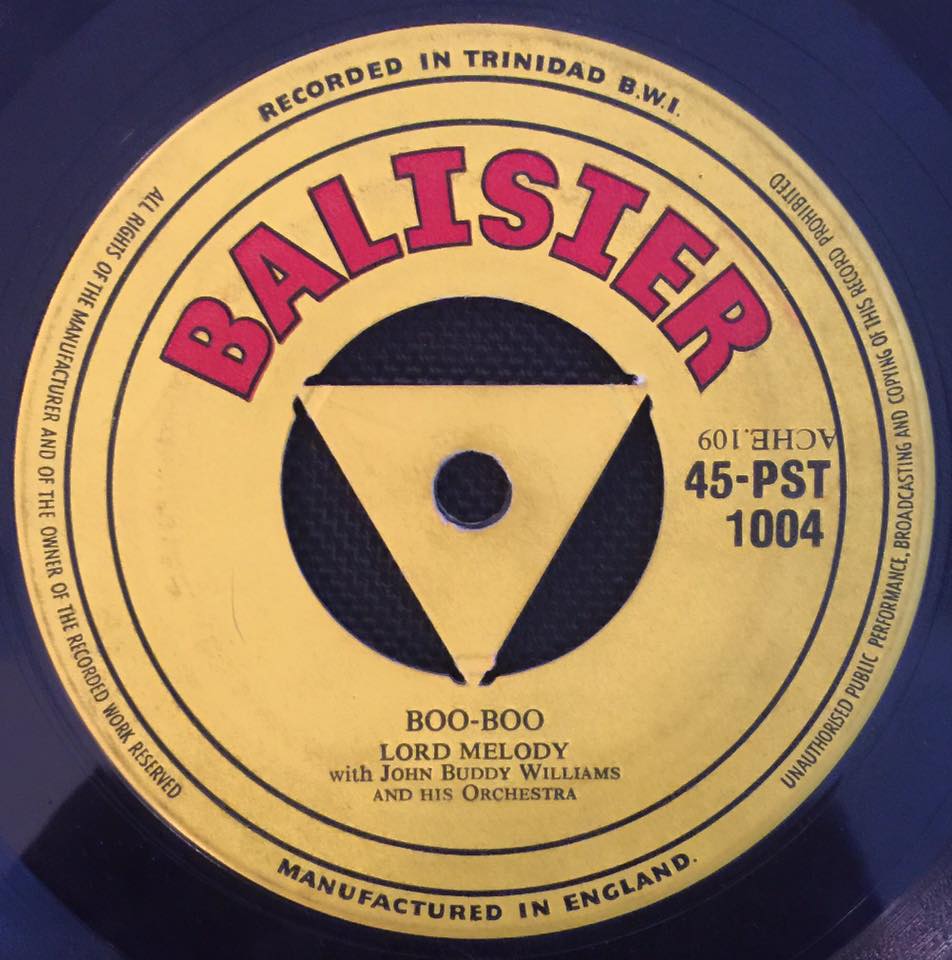 RECORDED IN TRINIDAD B.W.I.
BALISIER
ACHE.109
45-PST
1004
BOO-BOO
LORD MELODY
with JOHN BUDDY WILLIAMS
AND HIS ORCHESTRA
ALL RIGHTS OF THE MANUFACTURER AND OF THE OWNER OF THE RECORDED WORK RESERVED
UNAUTHORISED PUBLIC PERFORMANCE, BROADCASTING AND COPYING OF THIS RECORD PROHIBITED
MANUFACTURED IN ENGLAND.